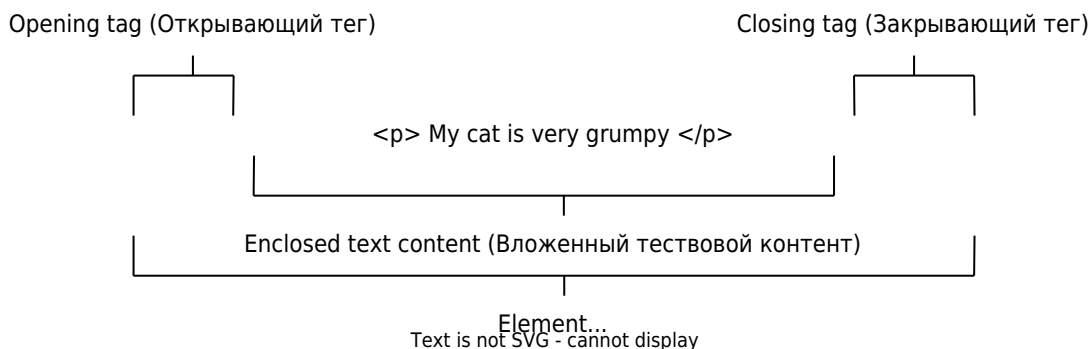 Opening tag (Открывающий тег)
Closing tag (Закрывающий тег)
<p> My cat is very grumpy </p>
Enclosed text content (Вложенный тествовой контент)
Element...
Text is not SVG - cannot display